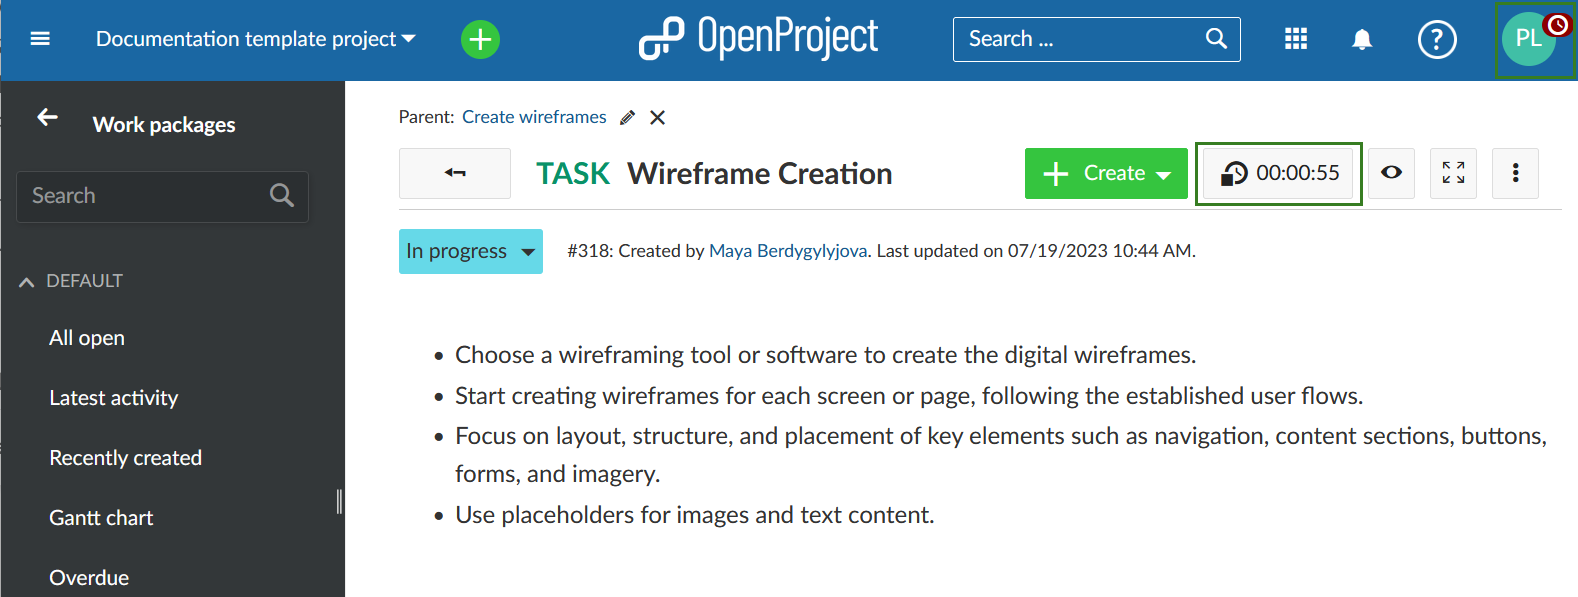 Documentation template project
OpenProject
Search ...
?
PL
Work packages
Search
DEFAULT
All open
Latest activity
Recently created
Gantt chart
Overdue
Parent: Create wireframes
TASK Wireframe Creation
Create
00:00:55
In progress
#318: Created by Maya Berdygylyjova. Last updated on 07/19/2023 10:44 AM.
• Choose a wireframing tool or software to create the digital wireframes.
• Start creating wireframes for each screen or page, following the established user flows.
• Focus on layout, structure, and placement of key elements such as navigation, content sections, buttons,
forms, and imagery.
• Use placeholders for images and text content.